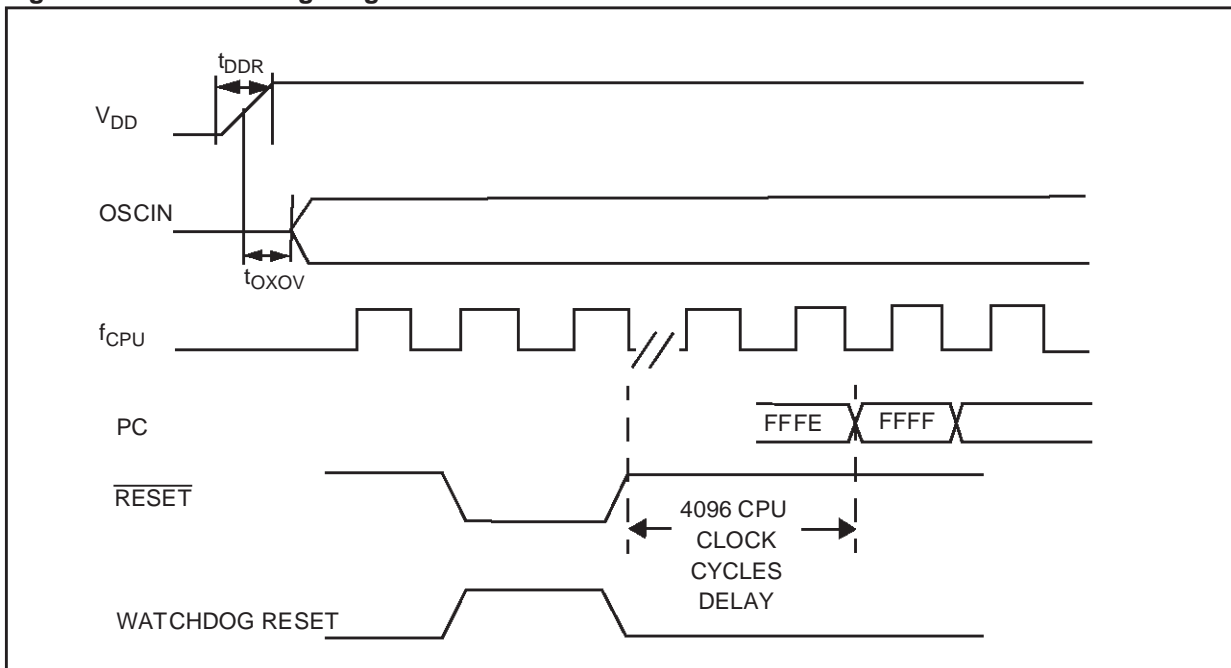 tDDR
VDD
OSCIN
tOXOV
fCPU
PC
FFFE
FFFF
RESET
4096 CPU
CLOCK
CYCLES
DELAY
WATCHDOG RESET